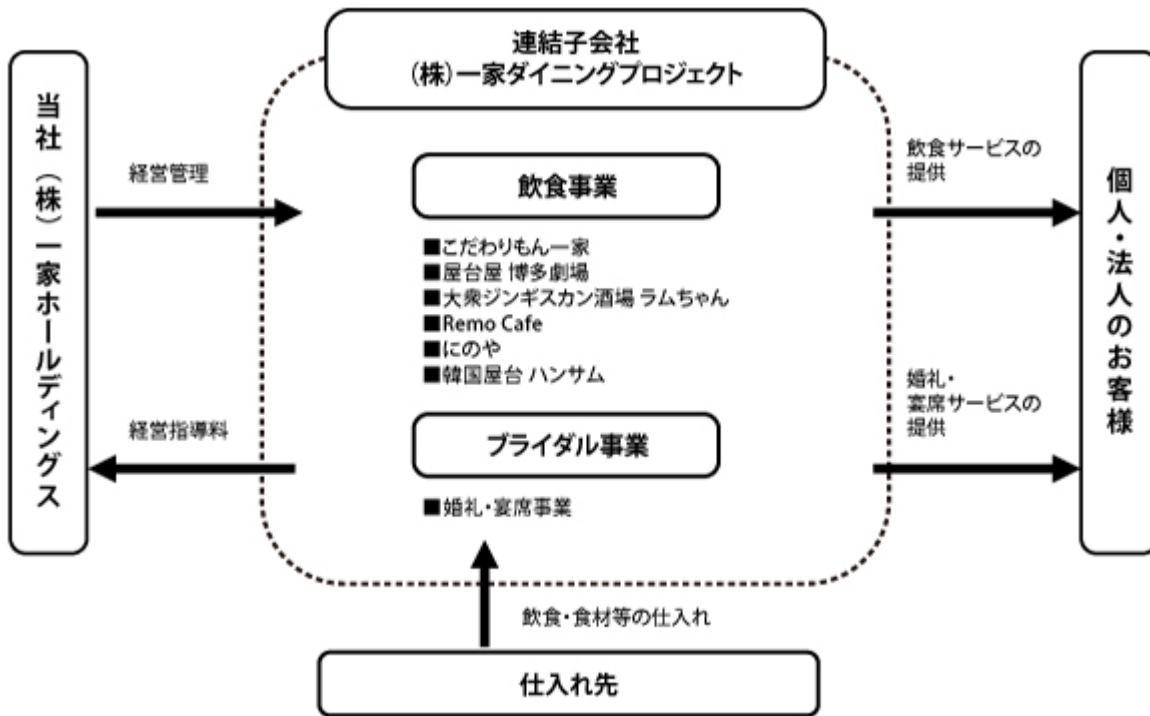 連結子会社
(株)一家ダイニングプロジェクト
当社 (株)一家ホールディングス
経営管理
飲食事業
飲食サービスの
提供
個人・法人のお客様
■こだわりもん一家
■屋台屋 博多劇場
■大衆ジンギスカン酒場 ラムちゃん
■Remo Cafe
■にのや
■韓国屋台 ハンサム
経営指導料
ブライダル事業
婚礼・
宴席サービスの
提供
■婚礼・宴席事業
飲食・食材等の仕入れ
仕入れ先